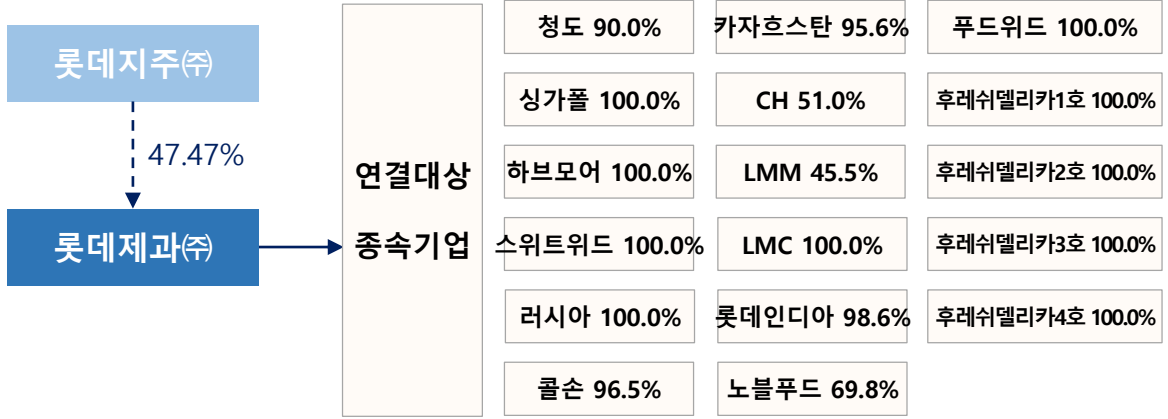 롯데지주㈜
47.47%
롯데제과㈜
연결대상
종속기업
청도 90.0%
싱가폴 100.0%
하브모어 100.0%
스위트위드 100.0%
러시아 100.0%
콜손 96.5%
카자흐스탄 95.6%
CH 51.0%
LMM 45.5%
LMC 100.0%
롯데인디아 98.6%
노블푸드 69.8%
푸드위드 100.0%
후레쉬델리카1호 100.0%
후레쉬델리카2호 100.0%
후레쉬델리카3호 100.0%
후레쉬델리카4호 100.0%